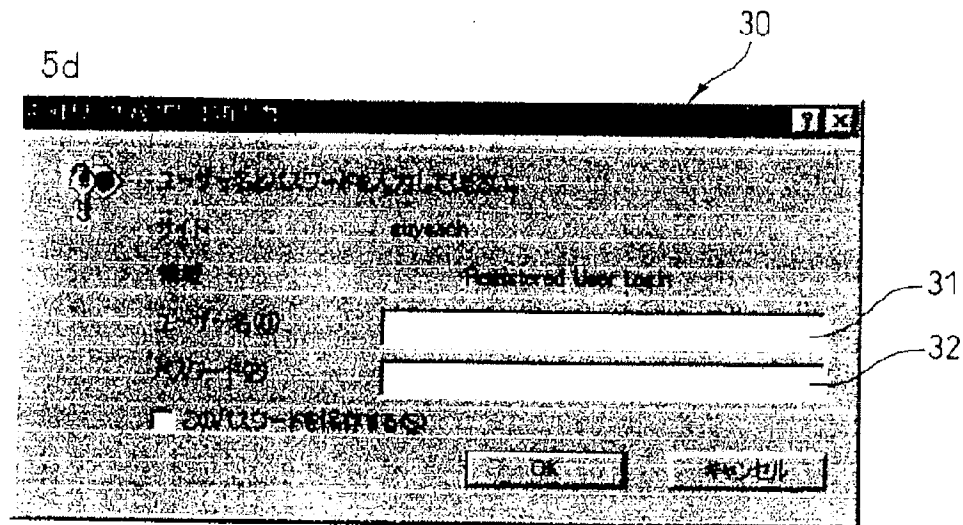 30
5d
ユーザー名とパスワードを入力してください。
サイト
Registered User Login
31
ユーザー名(U)
32
パスワード(P)
このパスワードを保存する(S)
OK キャンセル